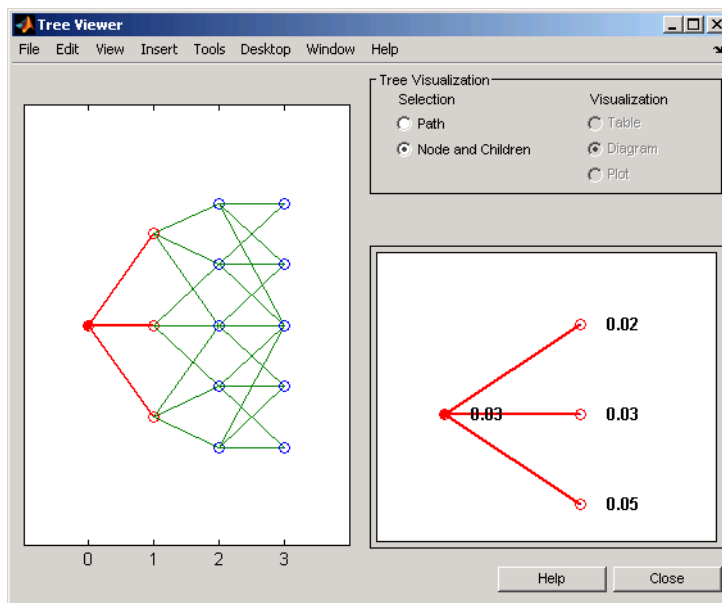 Tree Viewer
File Edit View Insert Tools Desktop Window Help
Tree Visualization
Selection Visualization
Path Table
Node and Children Diagram
Plot
0.02
0.03 0.03
0.05
0 1 2 3
Help Close